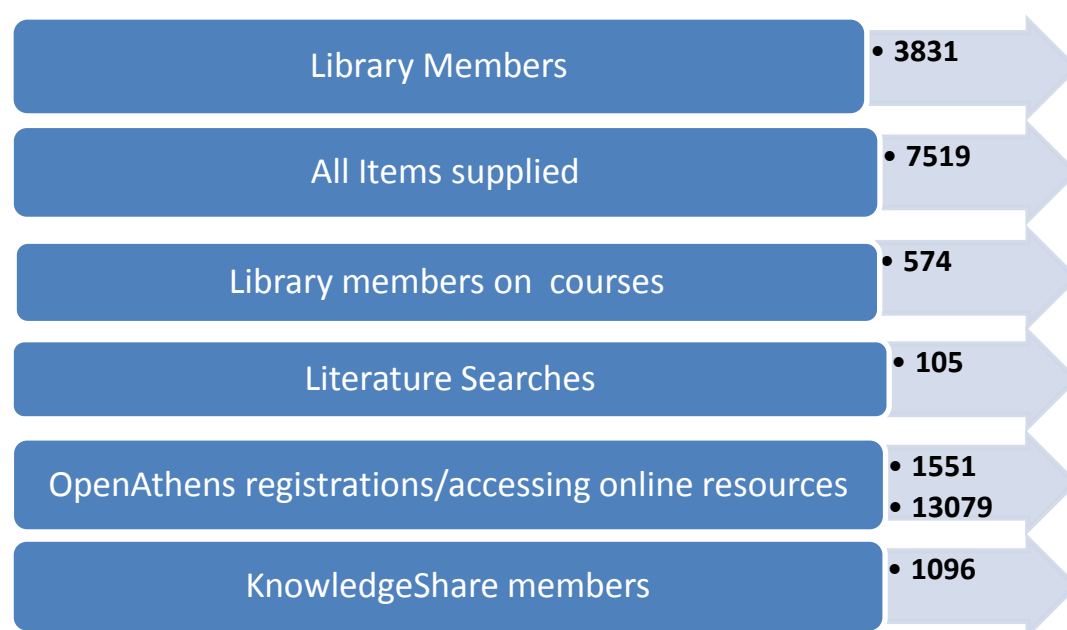 Library Members
• 3831
All Items supplied
• 7519
Library members on  courses
• 574
Literature Searches
• 105
OpenAthens registrations/accessing online resources
• 1551
• 13079
KnowledgeShare members
• 1096